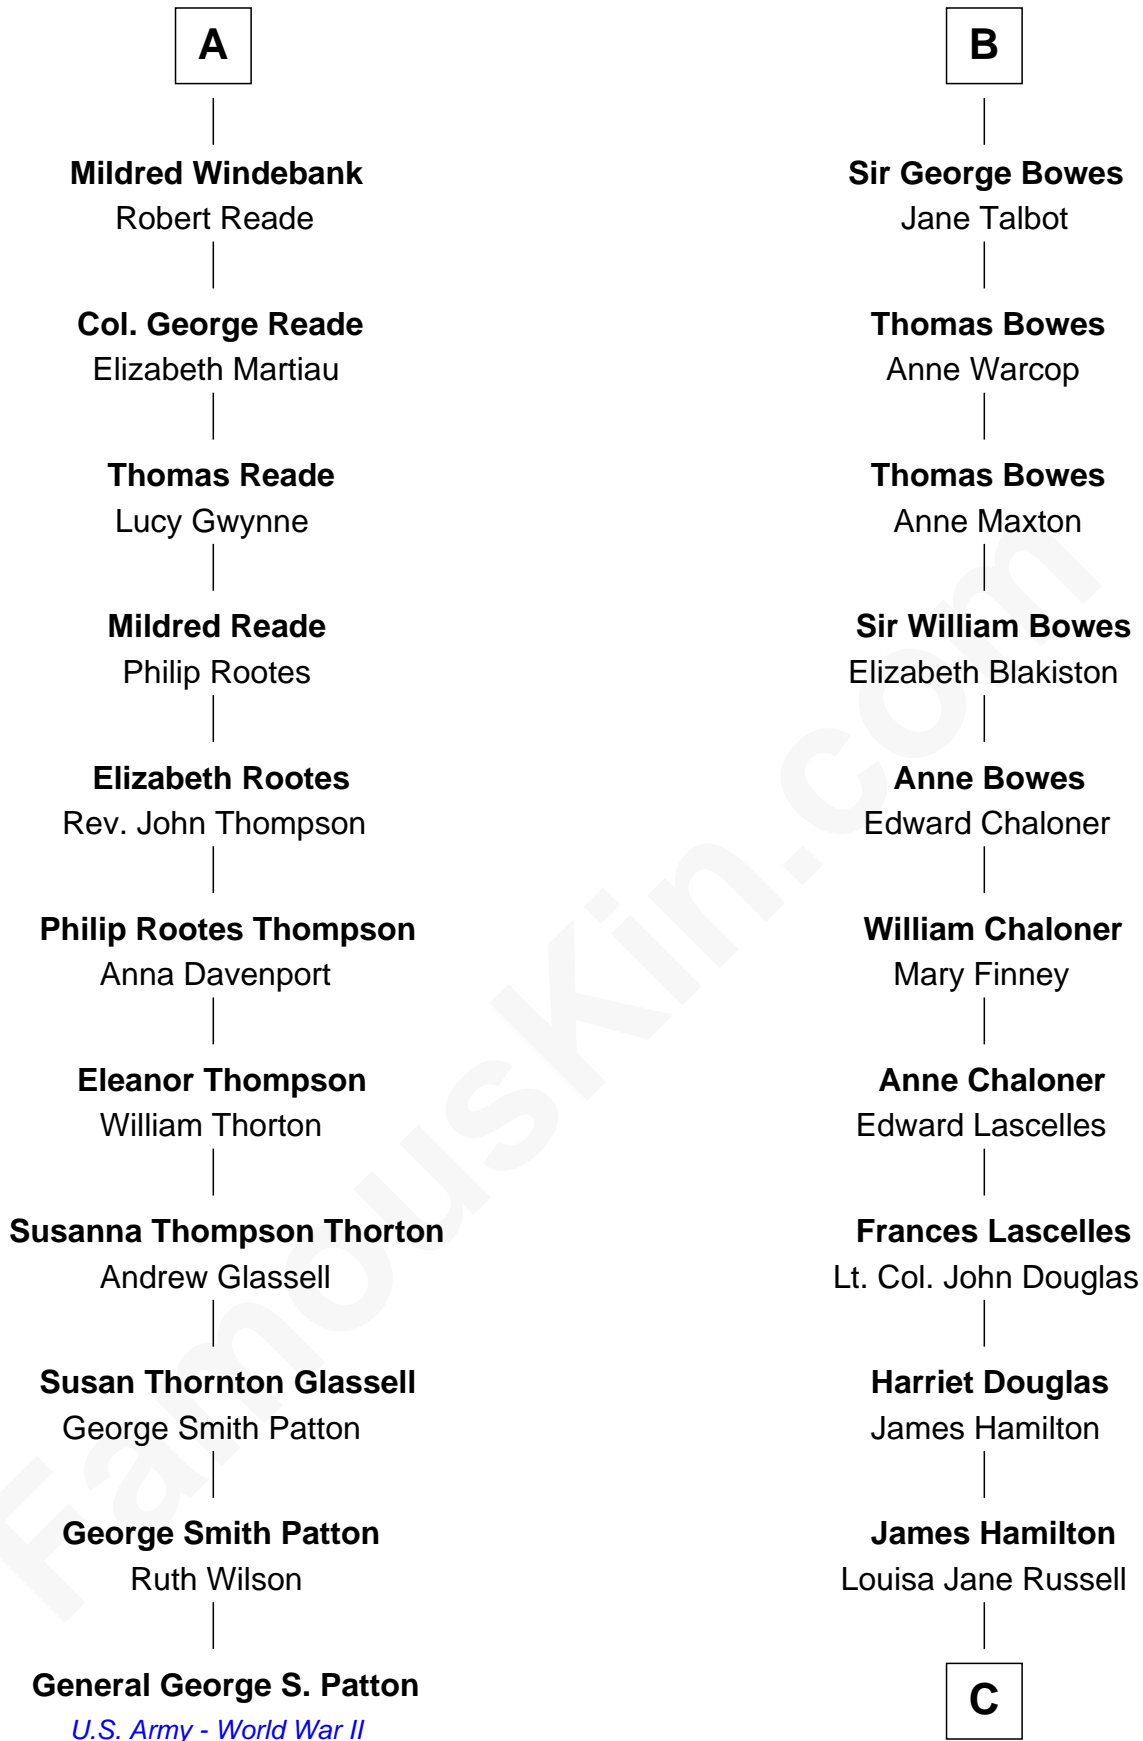 A
Mildred Windebank
Robert Reade
Col. George Reade
Elizabeth Martiau
Thomas Reade
Lucy Gwynne
Mildred Reade
Philip Rootes
Elizabeth Rootes
Rev. John Thompson
Philip Rootes Thompson
Anna Davenport
Eleanor Thompson
William Thorton
Susanna Thompson Thorton
Andrew Glassell
Susan Thornton Glassell
George Smith Patton
George Smith Patton
Ruth Wilson
General George S. Patton
U.S. Army - World War II
B
Sir George Bowes
Jane Talbot
Thomas Bowes
Anne Warcop
Thomas Bowes
Anne Maxton
Sir William Bowes
Elizabeth Blakiston
Anne Bowes
Edward Chaloner
William Chaloner
Mary Finney
Anne Chaloner
Edward Lascelles
Frances Lascelles
Lt. Col. John Douglas
Harriet Douglas
James Hamilton
James Hamilton
Louisa Jane Russell
C
FamousKin.com